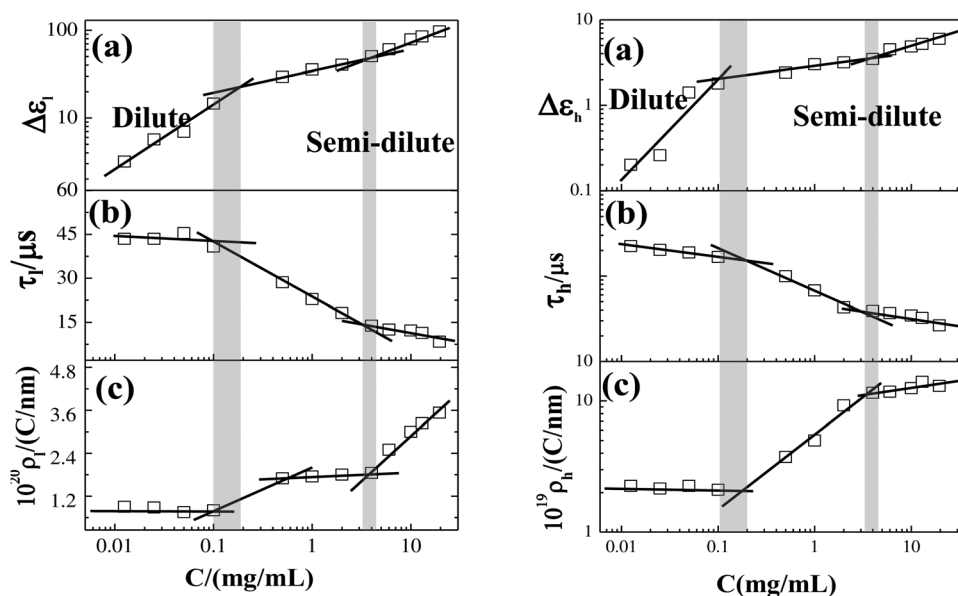 100
(a)
Δε_l
10
Dilute
Semi-dilute
60
(b)
45
τ_l/μs
30
15
4.8
(c)
3.6
10^20 ρ_l/(C/nm)
2.4
1.2
0.01 0.1 1 10
C/(mg/mL)
10
(a)
Δε_h
1
Dilute
Semi-dilute
0.1
(b)
τ_h/μs
10
(c)
10
10^19 ρ_h/(C/nm)
1
0.01 0.1 1 10
C(mg/mL)